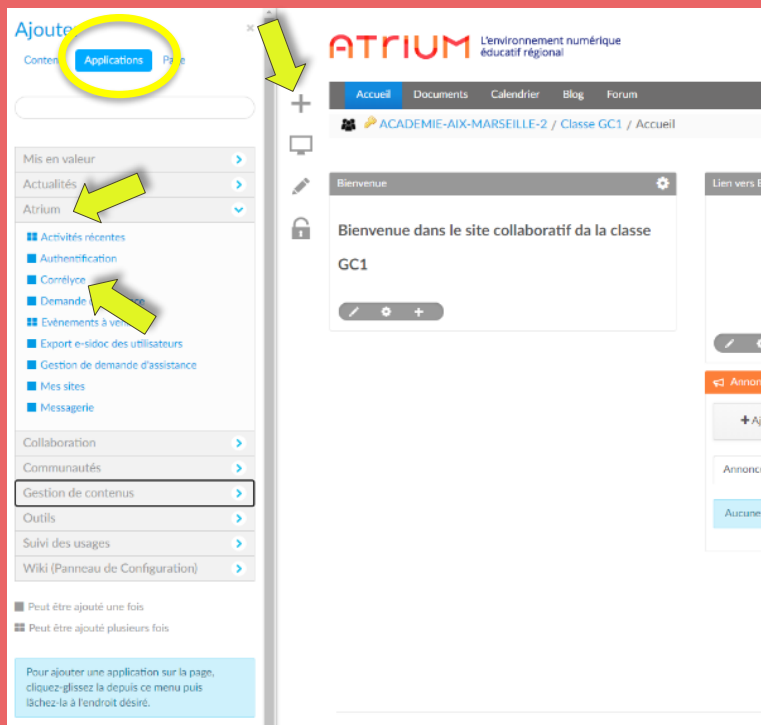 Ajoute
Conten
Applications
Mis en valeur
Actualités
Atrium
Activités récentes
Authentification
Corrélyce
Demande
Evénements à ve
Export e-sidoc des utilisateurs
Gestion de demande d'assistance
Mes sites
Messagerie
Collaboration
Communautés
Gestion de contenus
Outils
Suivi des usages
Wiki (Panneau de Configuration)
Peut être ajouté une fois
Peut être ajouté plusieurs fois
Pour ajouter une application sur la page,
cliquez-glissez la depuis ce menu puis
lâchez-la à l'endroit désiré.
ATRIUM
L'environnement numérique
éducatif régional
Accueil Documents Calendrier Blog Forum
ACADEMIE-AIX-MARSEILLE-2 / Classe GC1 / Accueil
Bienvenue
Bienvenue dans le site collaboratif da la classe
GC1
Lien vers
Annon
Aj
Annonc
Aucune